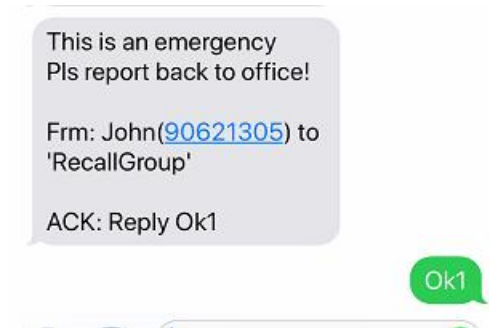 This is an emergency
Pls report back to office!
Frm: John(90621305) to
'RecallGroup'
ACK: Reply Ok1
Ok1